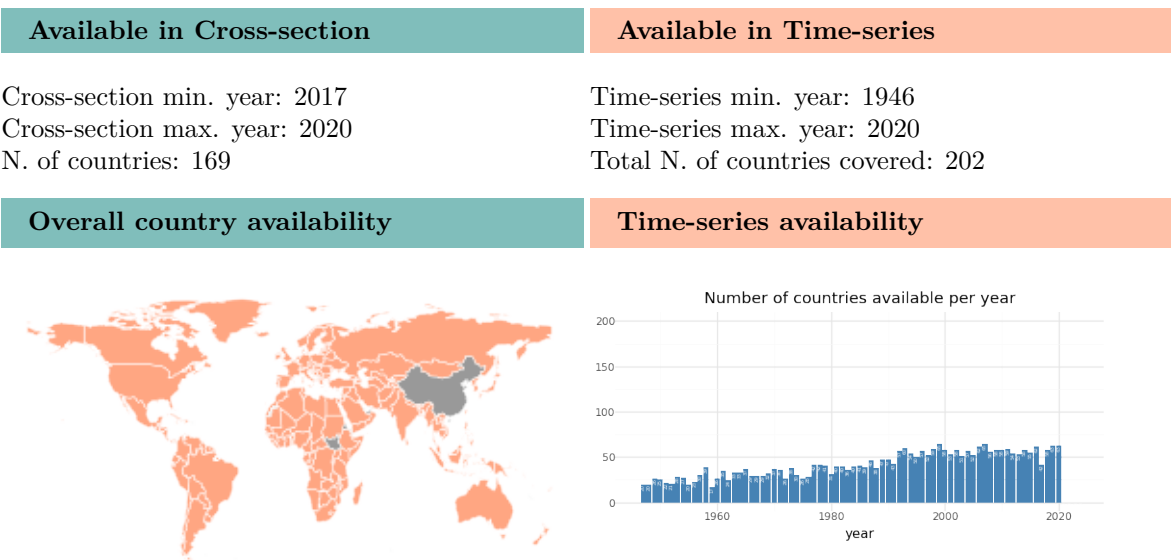 Available in Cross-section
Available in Time-series
Cross-section min. year: 2017
Cross-section max. year: 2020
N. of countries: 169
Time-series min. year: 1946
Time-series max. year: 2020
Total N. of countries covered: 202
Overall country availability
Time-series availability
Number of countries available per year
200
150
100
50
0
1960 1980 2000 2020
year